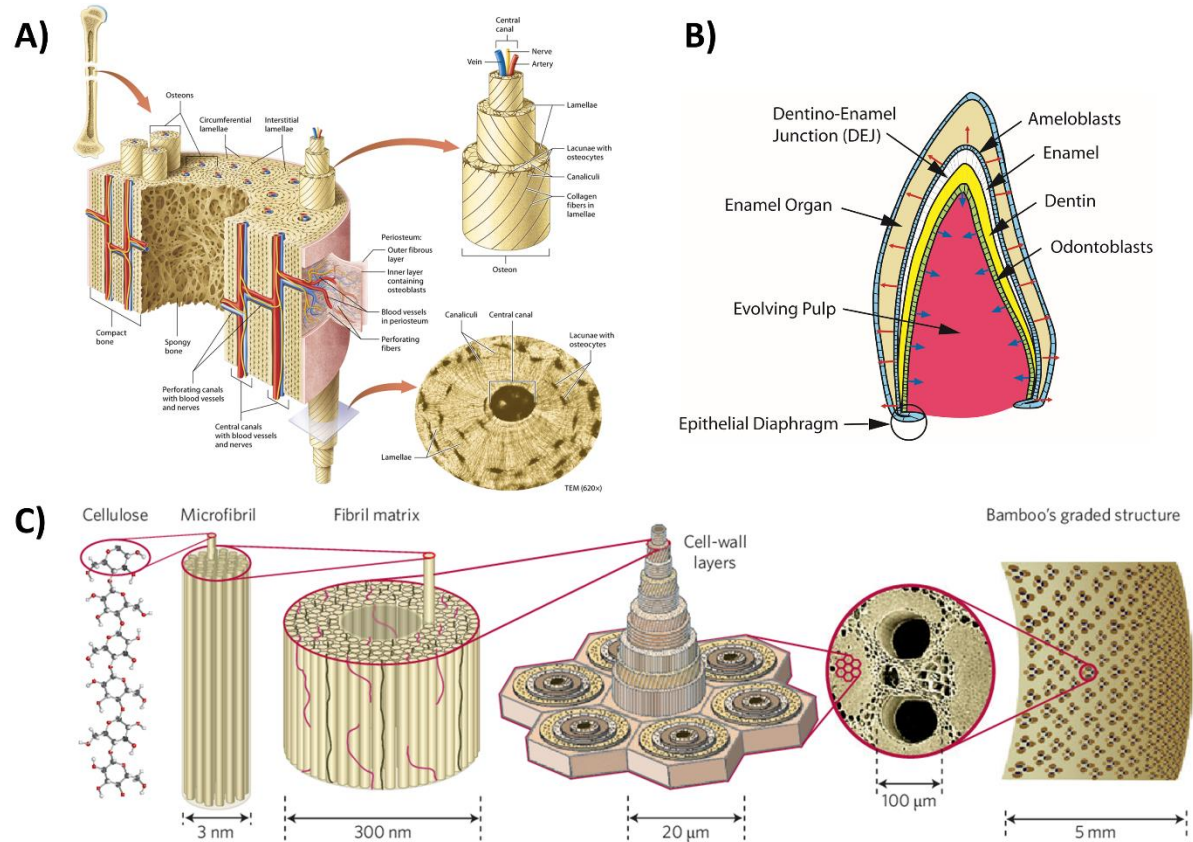 A)
Osteons
Circumferential
lamellae
Interstitial
lamellae
Periosteum:
Outer fibrous
layer
Inner layer
containing
osteoblasts
Blood vessels
in periosteum
Perforating
fibers
Compact
bone
Spongy
bone
Perforating canals
with blood vessels
and nerves
Central canals
with blood vessels
and nerves
Central
canal
Nerve
Vein
Artery
Lamellae
Lacunae with
osteocytes
Canaliculi
Collagen
fibers in
lamellae
Osteon
Canaliculi
Central canal
Lacunae with
osteocytes
Lamellae
TEM (620×)
B)
Dentino-Enamel
Junction (DEJ)
Ameloblasts
Enamel
Enamel Organ
Dentin
Odontoblasts
Evolving Pulp
Epithelial Diaphragm
C)
Cellulose
Microfibril
Fibril matrix
Cell-wall
layers
Bamboo's graded structure
3 nm
300 nm
20 μm
100 μm
5 mm